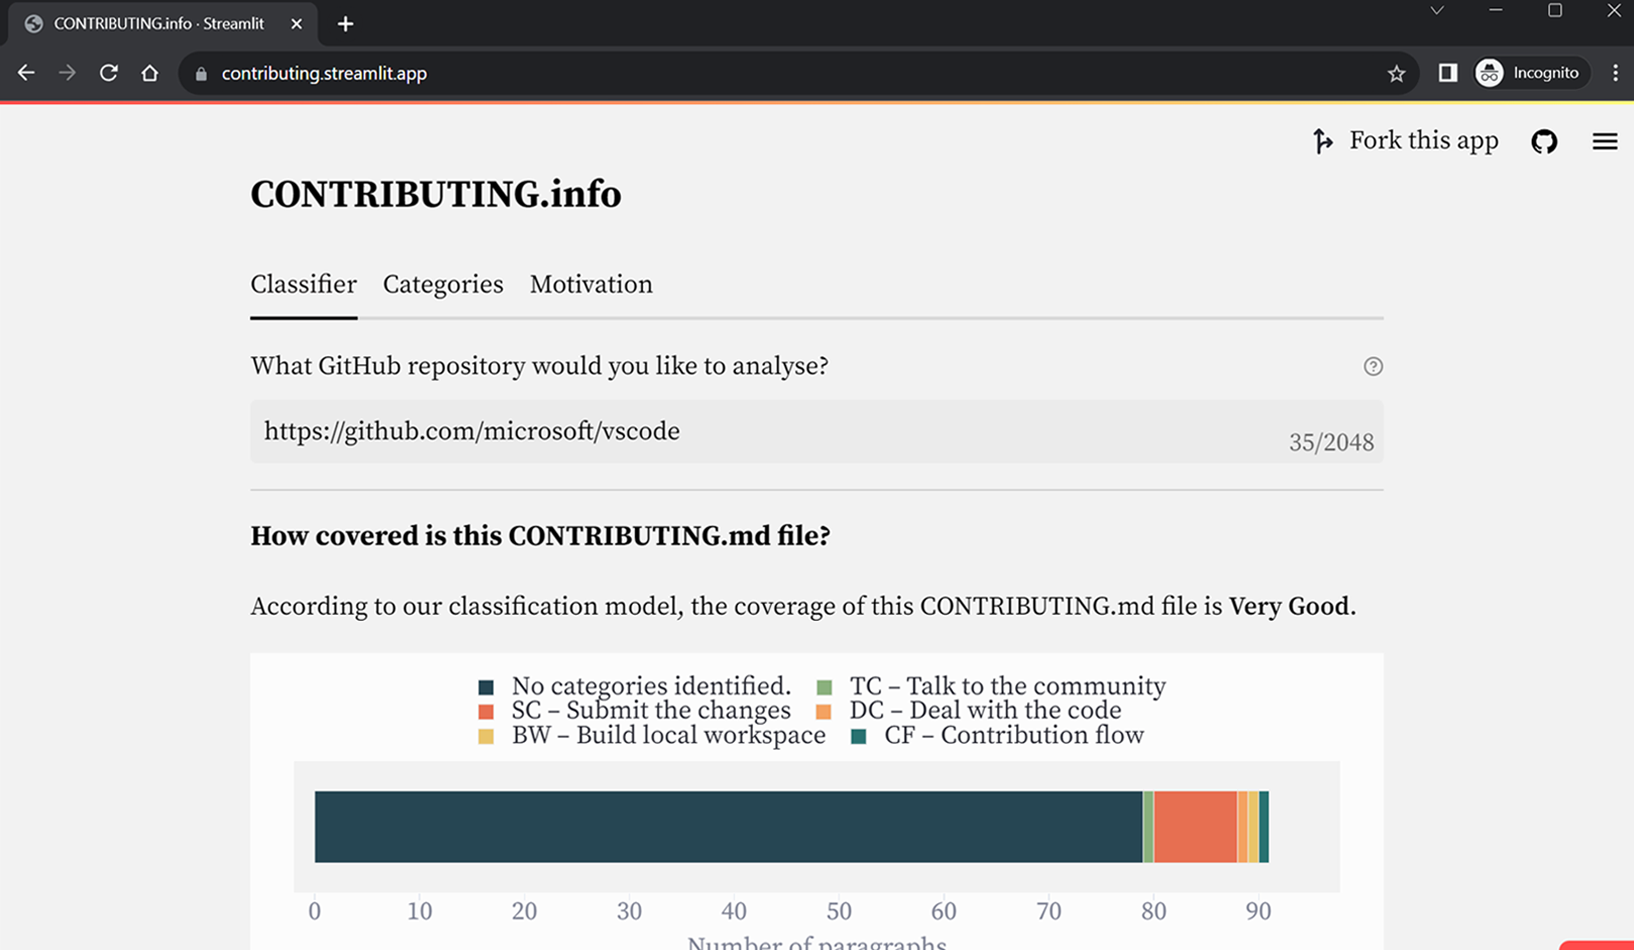 CONTRIBUTING.info · Streamlit
contributing.streamlit.app
Incognito
Fork this app
CONTRIBUTING.info
Classifier Categories Motivation
What GitHub repository would you like to analyse?
https://github.com/microsoft/vscode
35/2048
How covered is this CONTRIBUTING.md file?
According to our classification model, the coverage of this CONTRIBUTING.md file is Very Good.
No categories identified. TC – Talk to the community
SC – Submit the changes DC – Deal with the code
BW – Build local workspace CF – Contribution flow
0 10 20 30 40 50 60 70 80 90
Number of paragraphs